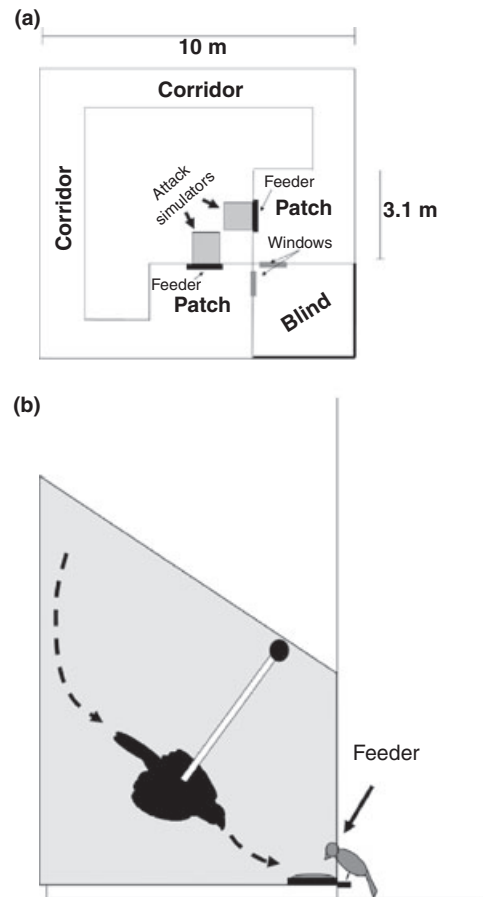 (a)
10 m
Corridor
Corridor
Attack
simulators
Feeder
Patch
3.1 m
Windows
Feeder
Patch
Blind
(b)
Feeder